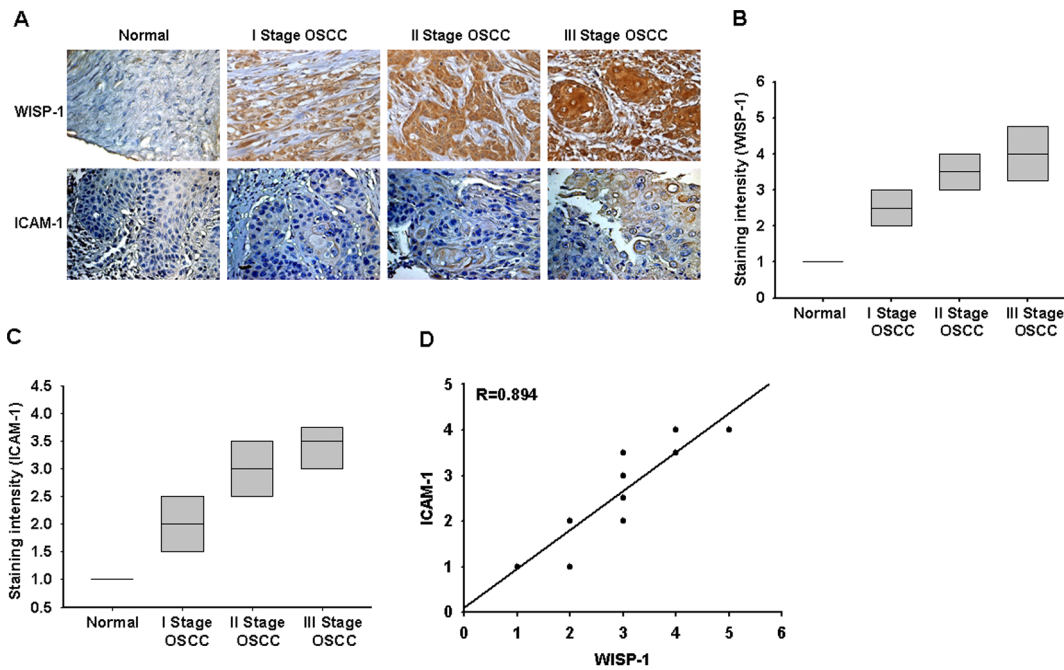 A
Normal
I Stage OSCC
II Stage OSCC
III Stage OSCC
WISP-1
ICAM-1
B
Staining intensity (WISP-1)
6
5
4
3
2
1
0
Normal
I Stage
OSCC
II Stage
OSCC
III Stage
OSCC
C
Staining intensity (ICAM-1)
4.5
4.0
3.5
3.0
2.5
2.0
1.5
1.0
0.5
Normal
I Stage
OSCC
II Stage
OSCC
III Stage
OSCC
D
R=0.894
ICAM-1
5
4
3
2
1
0
0
1
2
3
4
5
6
WISP-1